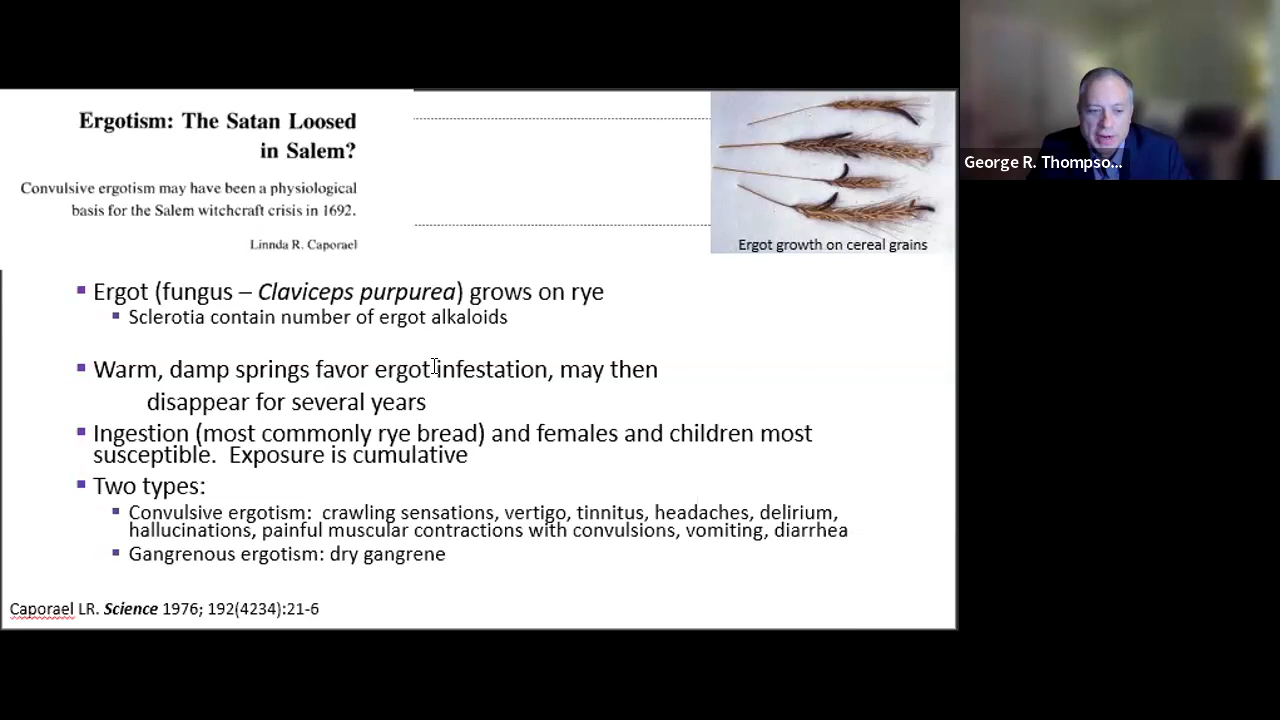 Ergotism: The Satan Loosed
in Salem?
Convulsive ergotism may have been a physiological
basis for the Salem witchcraft crisis in 1692.
Linnda R. Caporael
Ergot growth on cereal grains
George R. Thompso...
Ergot (fungus – Claviceps purpurea) grows on rye
Sclerotia contain number of ergot alkaloids
Warm, damp springs favor ergot infestation, may then
disappear for several years
Ingestion (most commonly rye bread) and females and children most
susceptible. Exposure is cumulative
Two types:
Convulsive ergotism: crawling sensations, vertigo, tinnitus, headaches, delirium,
hallucinations, painful muscular contractions with convulsions, vomiting, diarrhea
Gangrenous ergotism: dry gangrene
Caporael LR. Science 1976; 192(4234):21-6